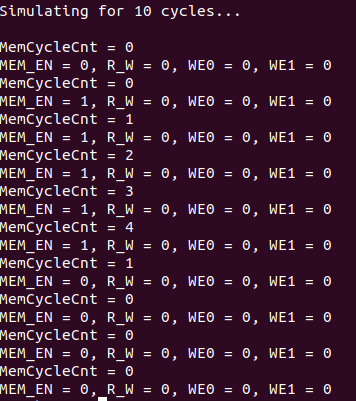 Simulating for 10 cycles...
MemCycleCnt = 0
MEM_EN = 0, R_W = 0, WE0 = 0, WE1 = 0
MemCycleCnt = 0
MEM_EN = 1, R_W = 0, WE0 = 0, WE1 = 0
MemCycleCnt = 1
MEM_EN = 1, R_W = 0, WE0 = 0, WE1 = 0
MemCycleCnt = 2
MEM_EN = 1, R_W = 0, WE0 = 0, WE1 = 0
MemCycleCnt = 3
MEM_EN = 1, R_W = 0, WE0 = 0, WE1 = 0
MemCycleCnt = 4
MEM_EN = 1, R_W = 0, WE0 = 0, WE1 = 0
MemCycleCnt = 1
MEM_EN = 0, R_W = 0, WE0 = 0, WE1 = 0
MemCycleCnt = 0
MEM_EN = 0, R_W = 0, WE0 = 0, WE1 = 0
MemCycleCnt = 0
MEM_EN = 0, R_W = 0, WE0 = 0, WE1 = 0
MemCycleCnt = 0
MEM_EN = 0, R_W = 0, WE0 = 0, WE1 = 0